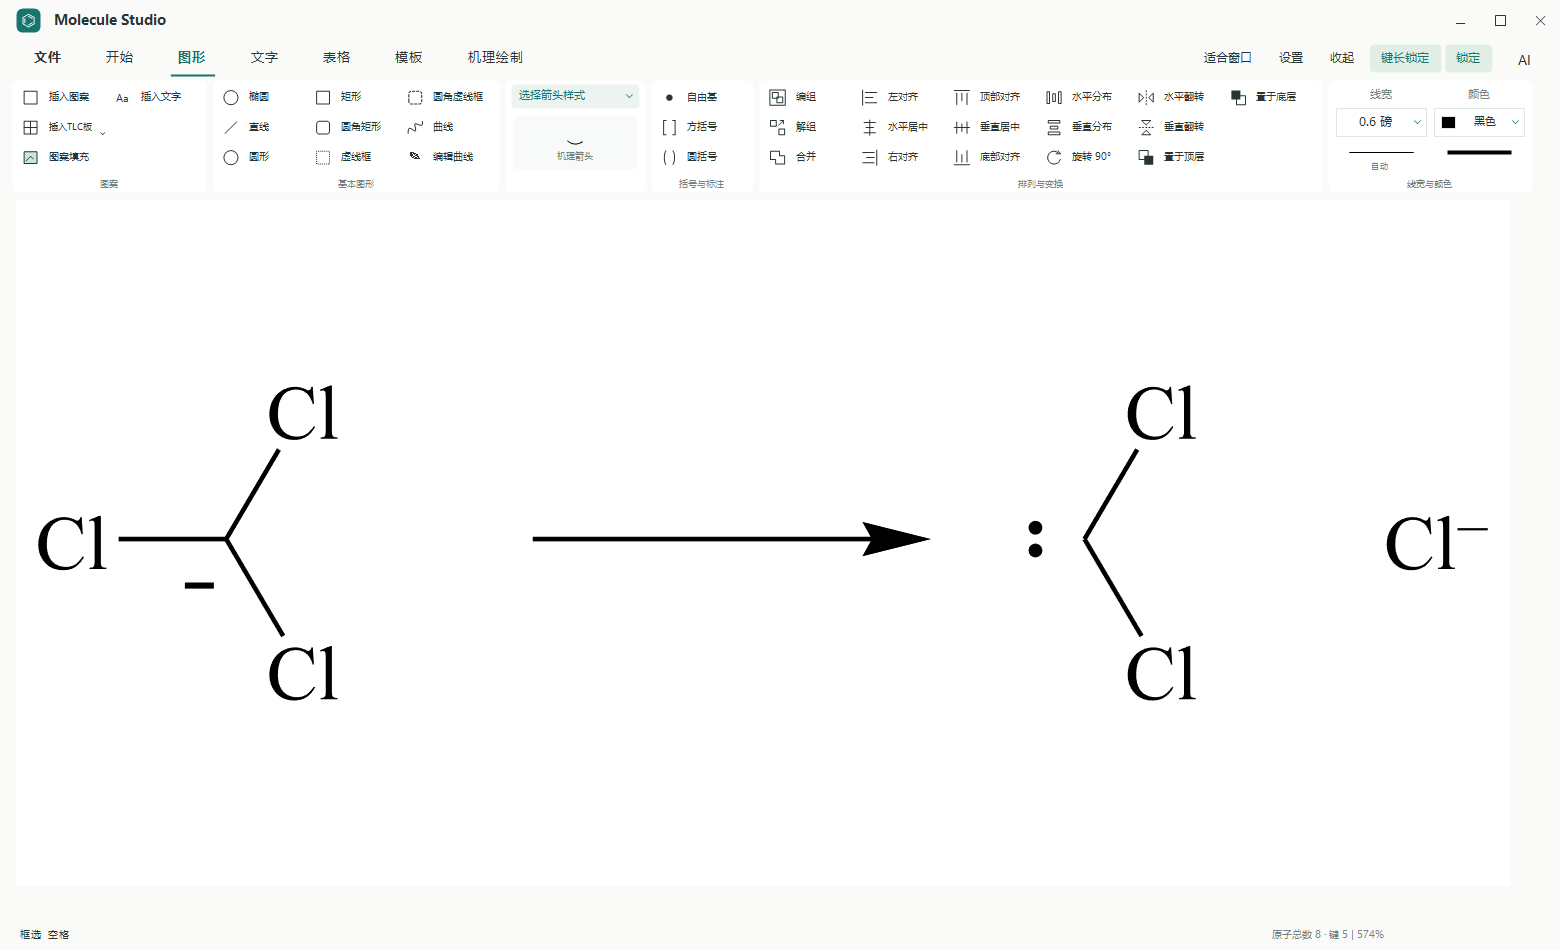 Molecule Studio
文件 开始 图形 文字 表格 模板 机理绘制 适合窗口 设置 收起 键长锁定 锁定 AI
插入图案 Aa 插入文字
插入TLC板
图案填充
图案
椭圆 矩形 圆角虚线框
直线 圆角矩形 曲线
圆形 虚线框 编辑曲线
基本图形
选择箭头样式
机理箭头
自由基
方括号
圆括号
括号与标注
编组 左对齐 顶部对齐 水平分布 水平翻转 置于底层
解组 水平居中 垂直居中 垂直分布 垂直翻转
合并 右对齐 底部对齐 旋转 90° 置于顶层
排列与变换
线宽 颜色
0.6 磅 黑色
自动
线宽与颜色
Cl Cl
Cl Cl−
Cl Cl
框选 空格
原子总数 8 · 键 5 | 574%